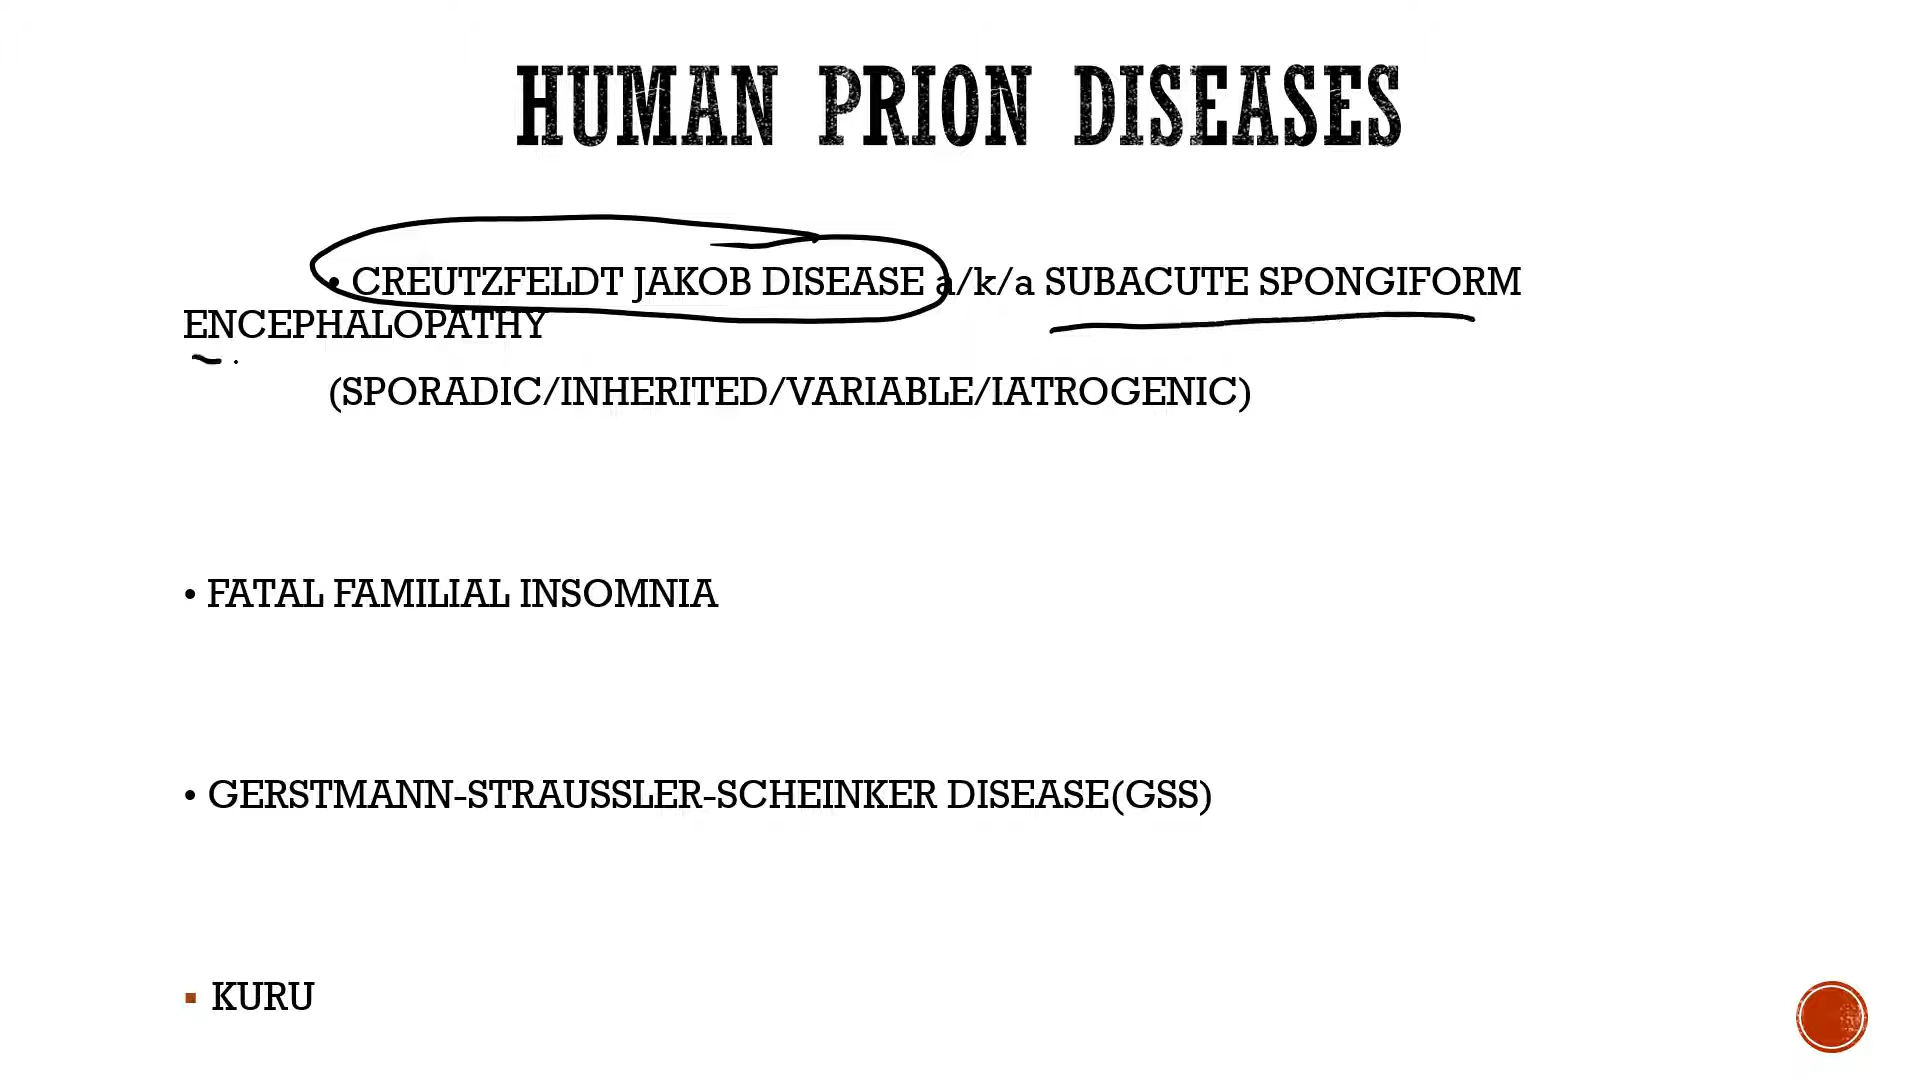 HUMAN PRION DISEASES
• CREUTZFELDT JAKOB DISEASE a/k/a SUBACUTE SPONGIFORM
ENCEPHALOPATHY
(SPORADIC/INHERITED/VARIABLE/IATROGENIC)
• FATAL FAMILIAL INSOMNIA
• GERSTMANN-STRAUSSLER-SCHEINKER DISEASE(GSS)
▪ KURU